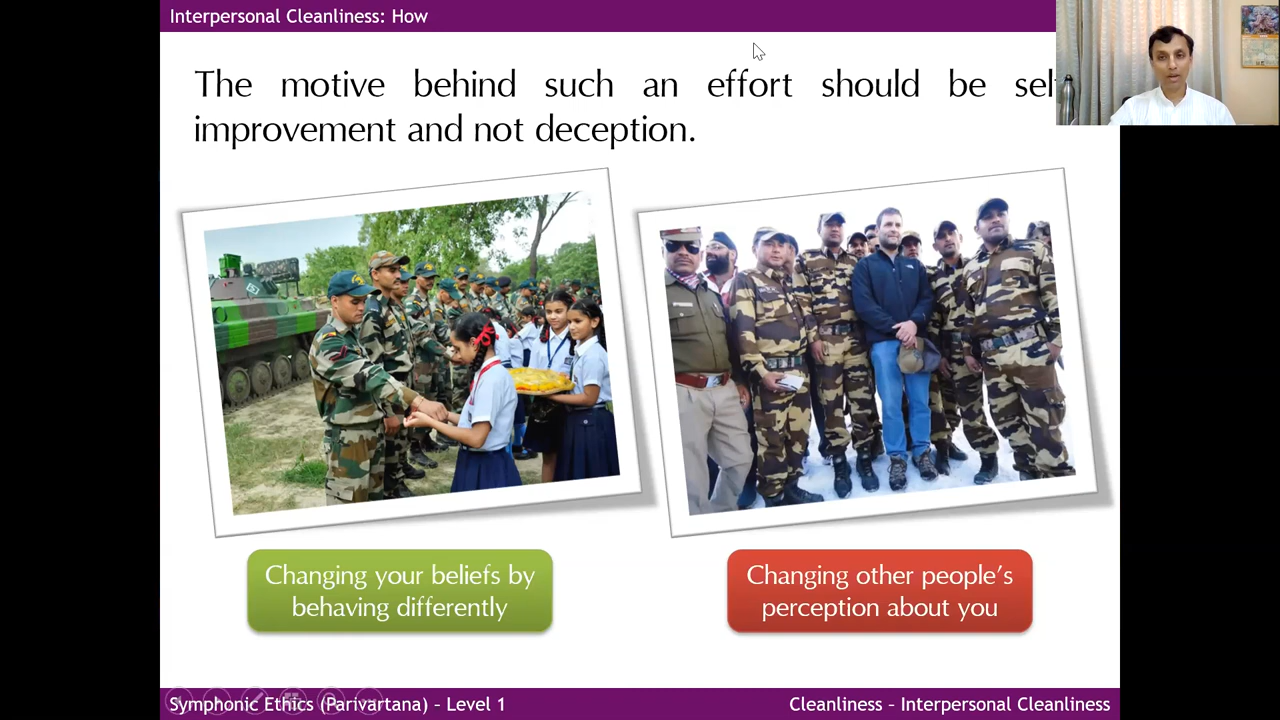 Interpersonal Cleanliness: How
The motive behind such an effort should be sel
improvement and not deception.
Changing your beliefs by
behaving differently
Changing other people's
perception about you
Symphonic Ethics (Parivartana) – Level 1
Cleanliness – Interpersonal Cleanliness